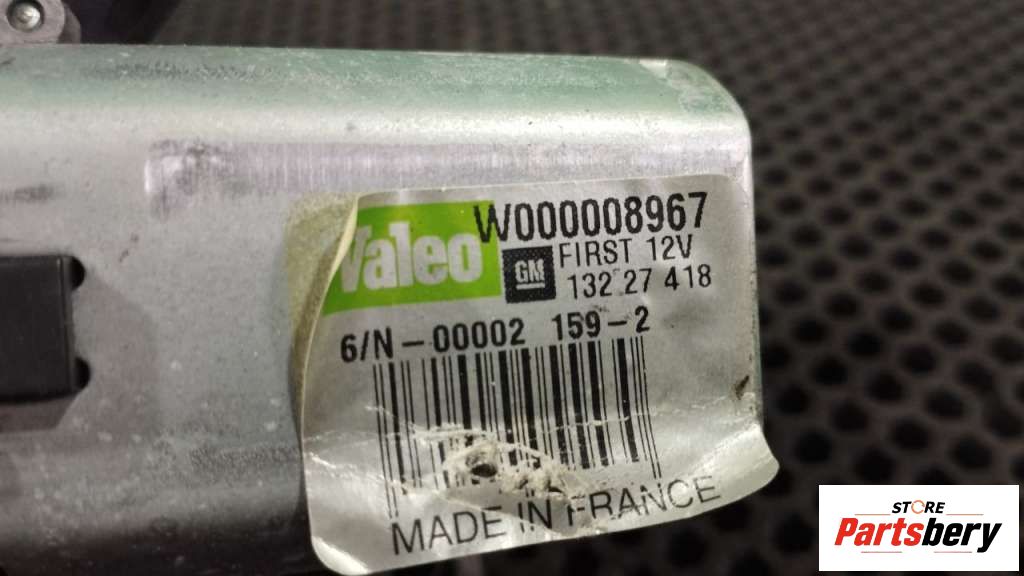 Valeo W000008967
GM FIRST 12V
132 27 418
6/N-00002 159-2
MADE IN FRANCE
STORE
Partsbery